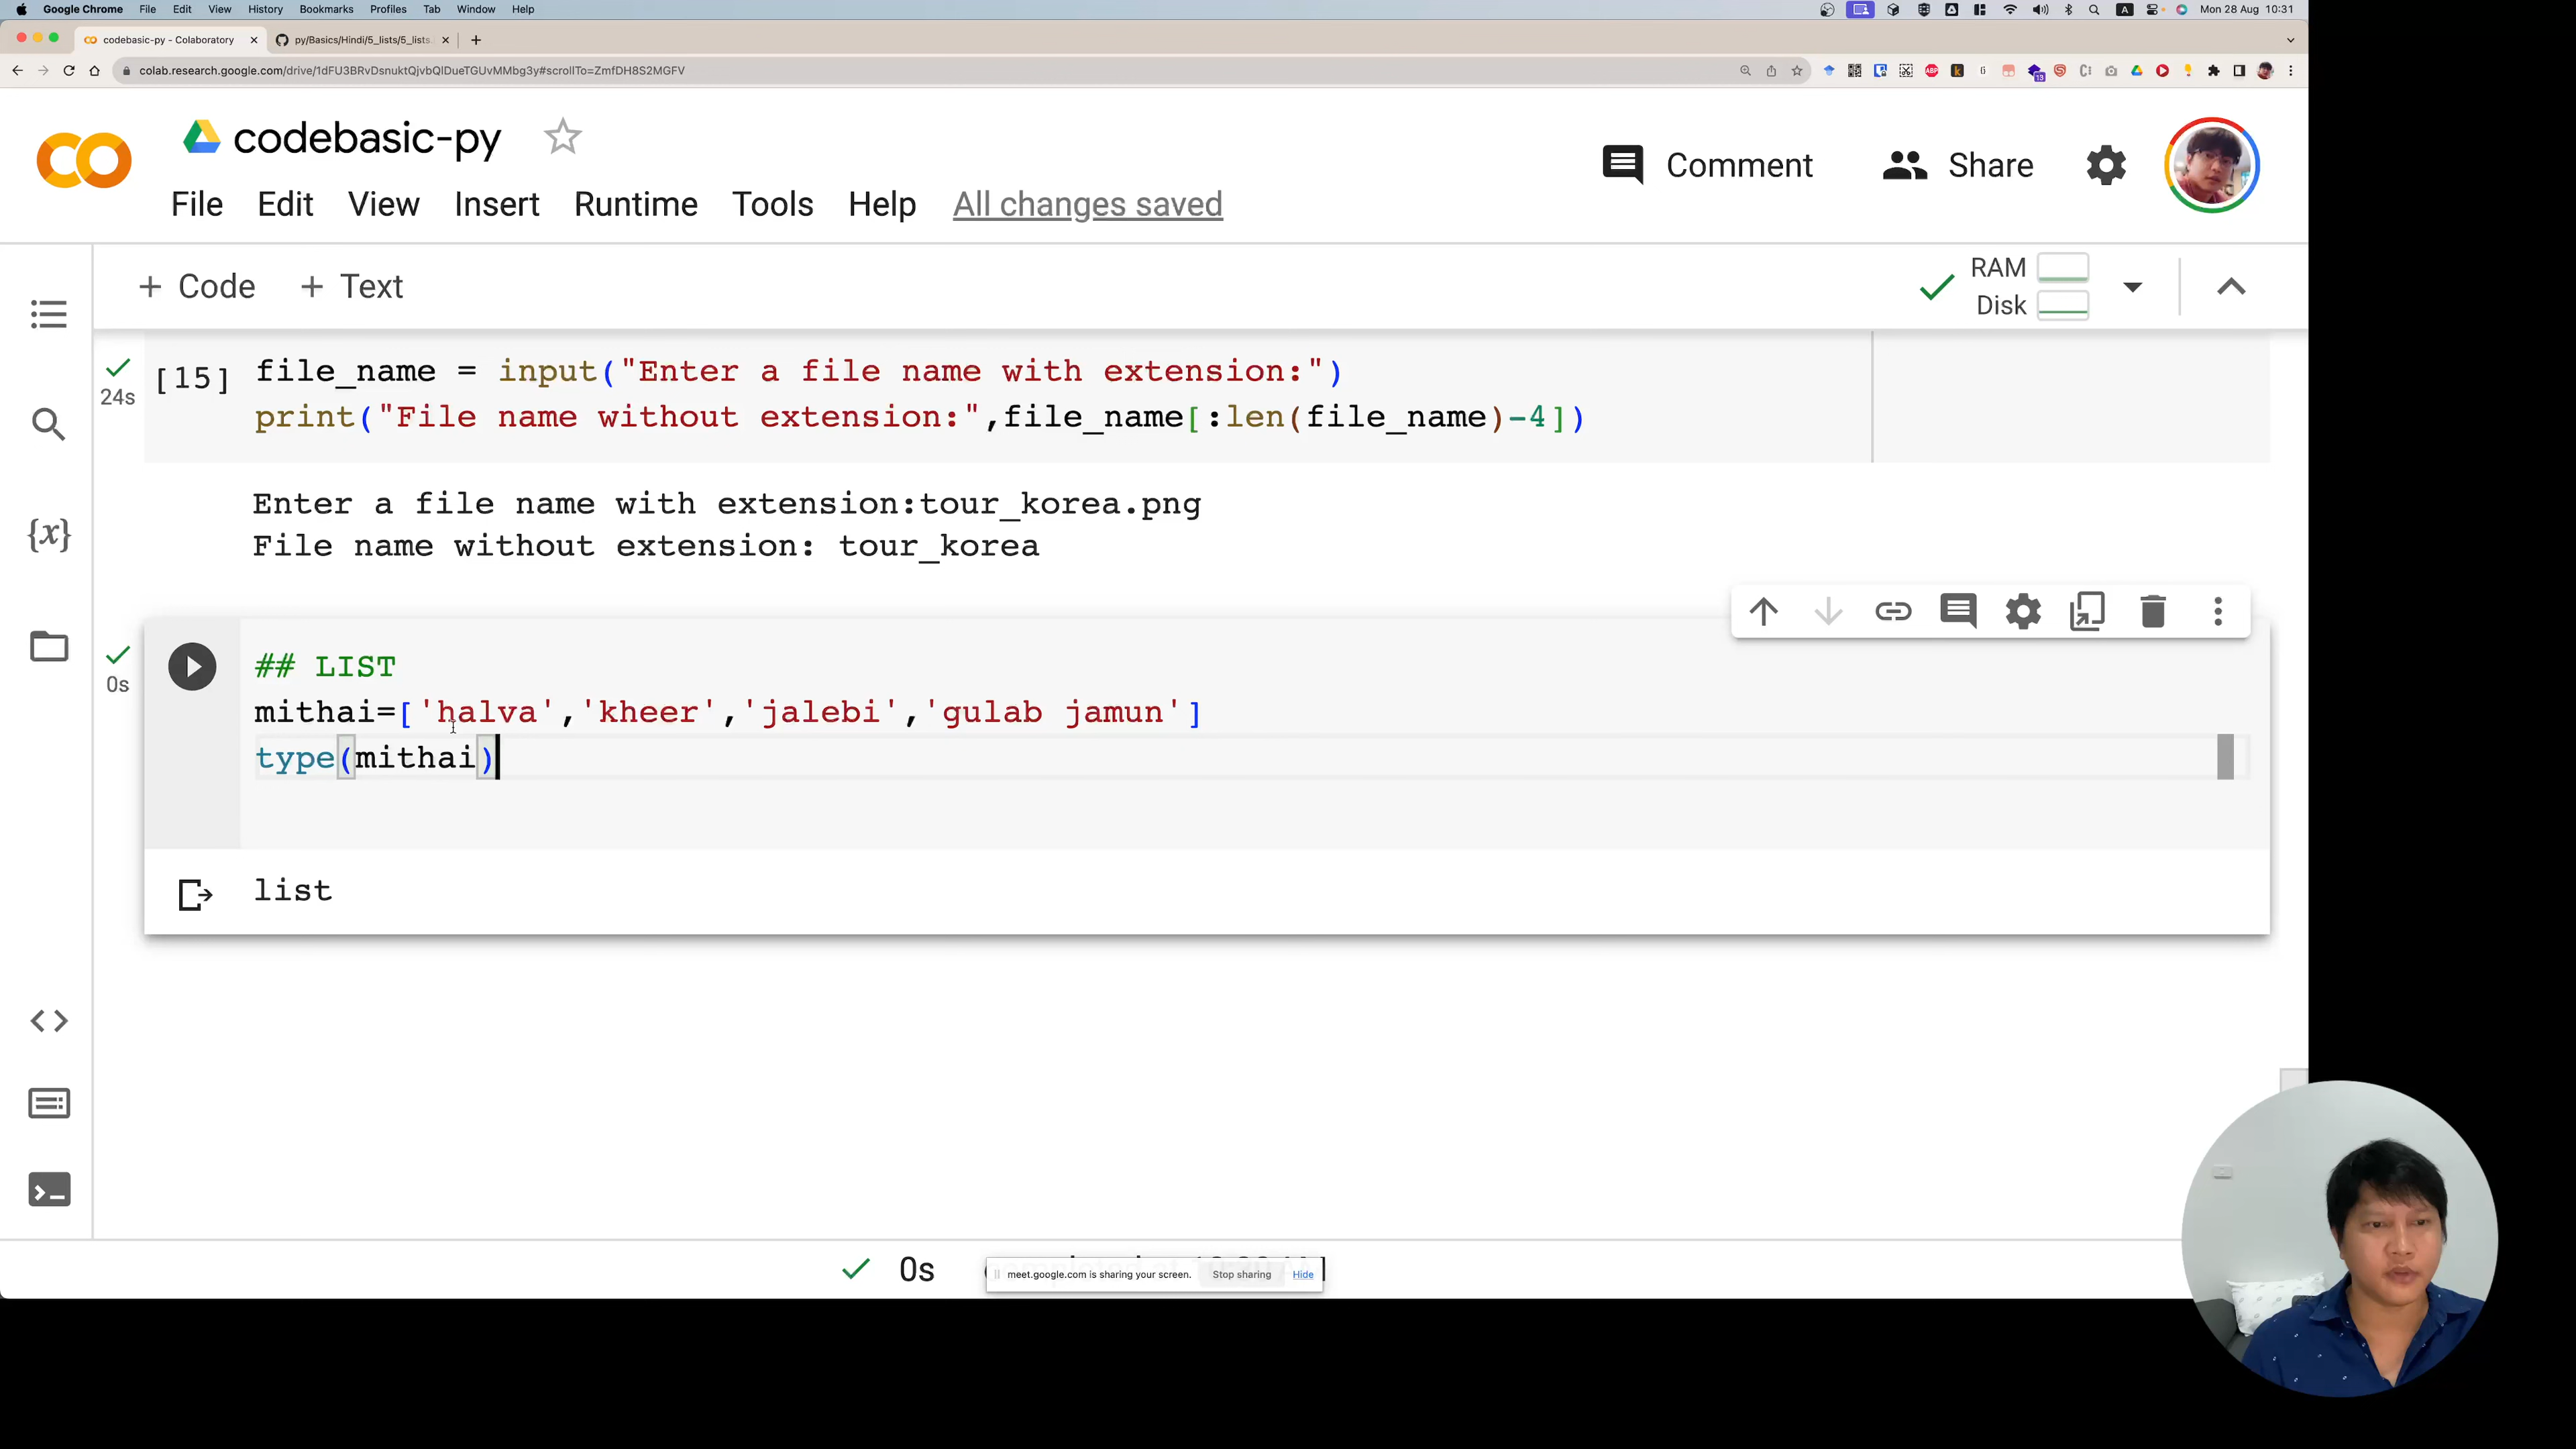 Google Chrome File Edit View History Bookmarks Profiles Tab Window Help
A Mon 28 Aug 10:31
codebasic-py - Colaboratory
py/Basics/Hindi/5_lists/5_lists.
colab.research.google.com/drive/1dFU3BRvDsnuktQjvbQlDueTGUvMMbg3y#scrollTo=ZmfDH8S2MGFV
codebasic-py
File Edit View Insert Runtime Tools Help All changes saved
Comment Share
+ Code + Text
RAM
Disk
24s
[15] file_name = input("Enter a file name with extension:")
print("File name without extension:",file_name[:len(file_name)-4])
Enter a file name with extension:tour_korea.png
File name without extension: tour_korea
{x}
0s
## LIST
mithai=['halva','kheer','jalebi','gulab jamun']
type(mithai)
list
0s
meet.google.com is sharing your screen. Stop sharing Hide